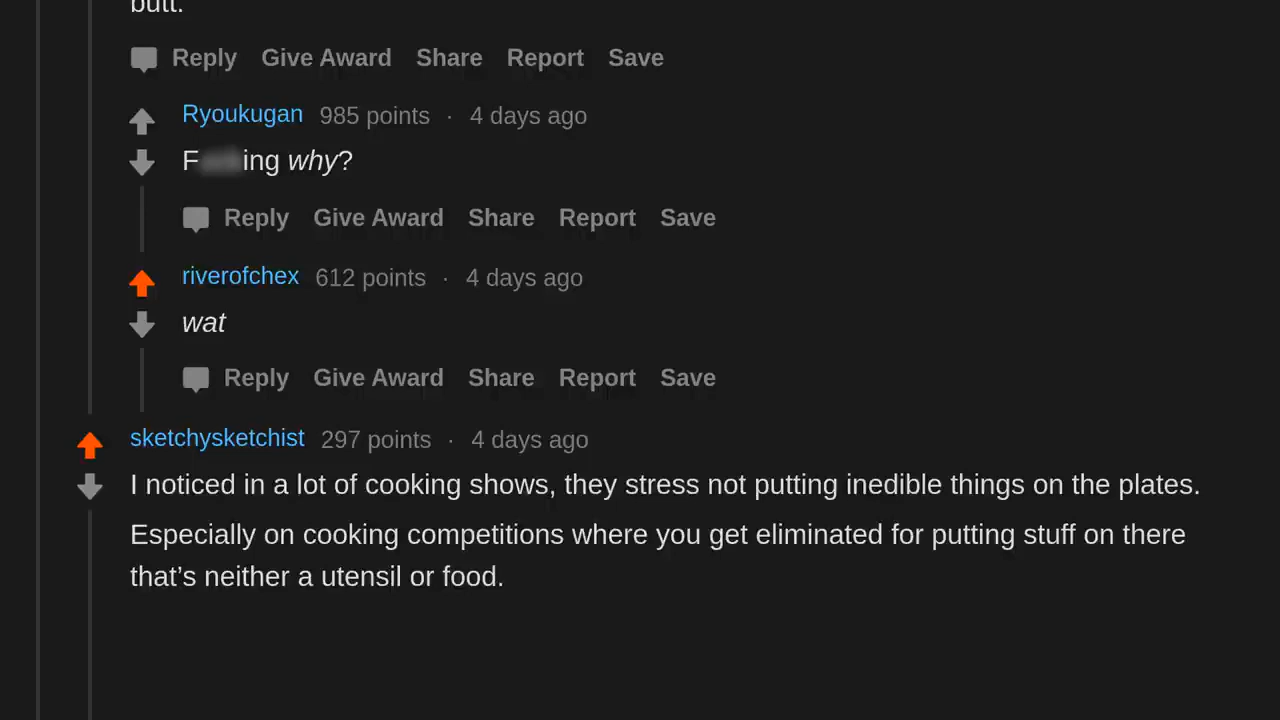 butt.
Reply Give Award Share Report Save
Ryoukugan 985 points · 4 days ago
F ing why?
Reply Give Award Share Report Save
riverofchex 612 points · 4 days ago
wat
Reply Give Award Share Report Save
sketchysketchist 297 points · 4 days ago
I noticed in a lot of cooking shows, they stress not putting inedible things on the plates.
Especially on cooking competitions where you get eliminated for putting stuff on there
that’s neither a utensil or food.